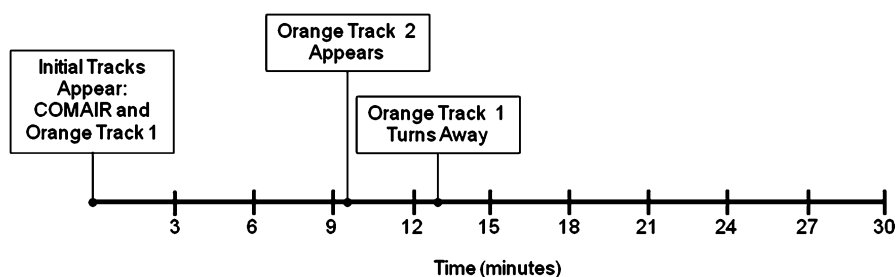 Orange Track 2
Appears
Initial Tracks
Appear:
COMAIR and
Orange Track 1
Orange Track 1
Turns Away
3 6 9 12 15 18 21 24 27 30
Time (minutes)